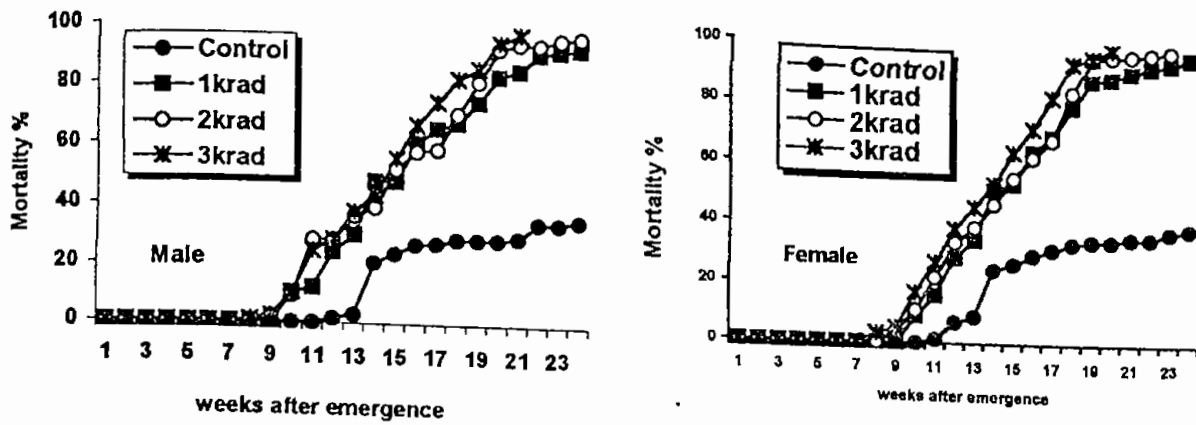 Mortality %
100
80
60
40
20
0
Control
1krad
2krad
3krad
Male
1 3 5 7 9 11 13 15 17 19 21 23
weeks after emergence
Mortality %
100
80
60
40
20
0
Control
1krad
2krad
3krad
Female
1 3 5 7 9 11 13 15 17 19 21 23
weeks after emergence